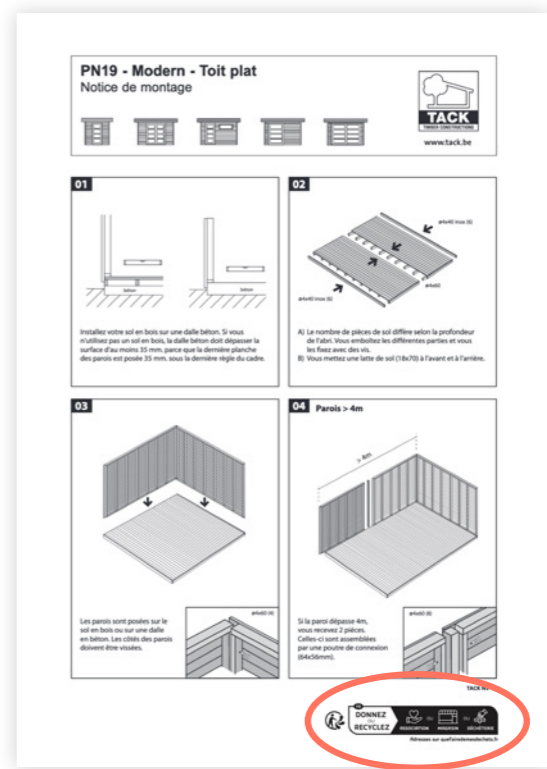 PN19 - Modern - Toit plat
Notice de montage
TACK
TIMBER CONSTRUCTIONS
www.tack.be
01
béton
béton
Installez votre sol en bois sur une dalle béton. Si vous
n'utilisez pas un sol en bois, la dalle béton doit dépasser la
surface d'au moins 35 mm, parce que la dernière planche
des parois est posée 35 mm. sous la dernière règle du cadre.
02
ø4x40 inox (6)
ø4x60
ø4x40 inox (6)
A) Le nombre de pièces de sol diffère selon la profondeur
de l'abri. Vous emboîtez les différentes parties et vous
les fixez avec des vis.
B) Vous mettez une latte de sol (18x70) à l'avant et à l'arrière.
03
Les parois sont posées sur le
sol en bois ou sur une dalle
en béton. Les côtés des parois
doivent être vissées.
ø4x60 (4)
04 Parois > 4m
> 4m
Si la paroi dépasse 4m,
vous recevez 2 pièces.
Celles-ci sont assemblées
par une poutre de connexion
(64x56mm).
ø4x60 (8)
TACK NV
FR
DONNEZ
OU
RECYCLEZ
ASSOCIATION
OU
MAGASIN
OU
DÉCHÈTERIE
Adresses sur quefairedemesdechets.fr